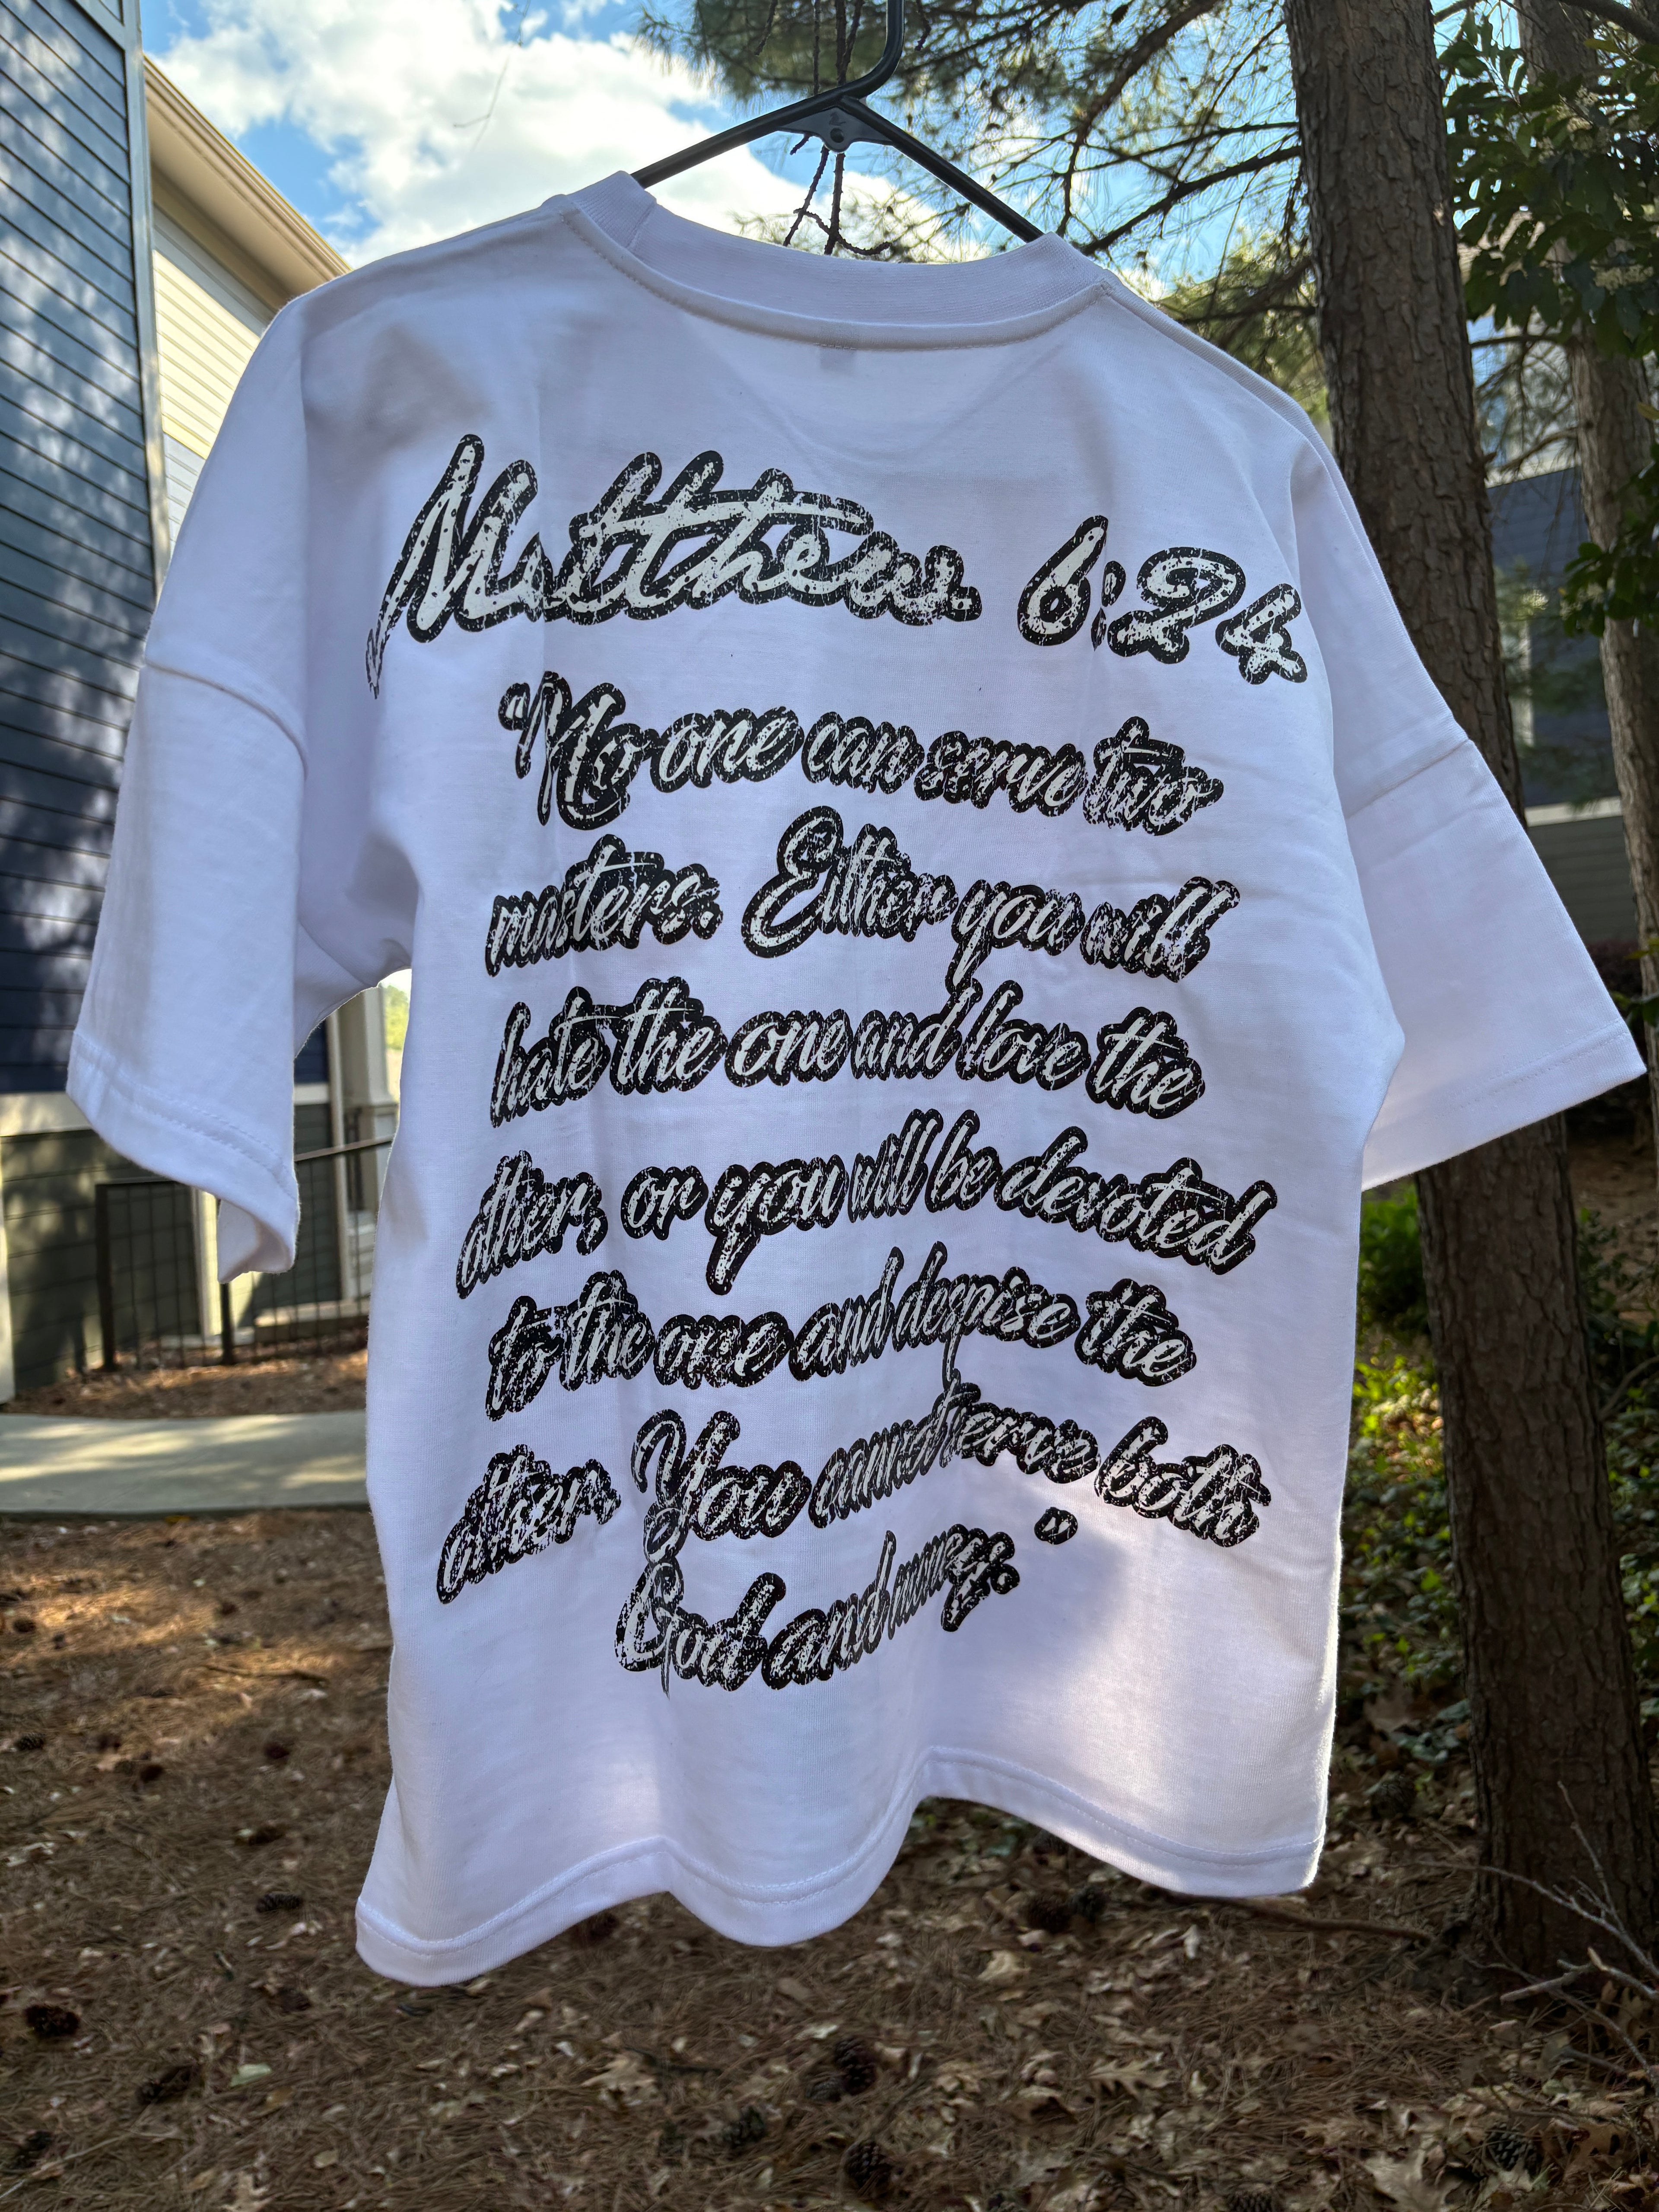 Matthew 6:24
"No one can serve two
masters. Either you will
hate the one and love the
other, or you will be devoted
to the one and despise the
other. You cannot serve both
God and money."